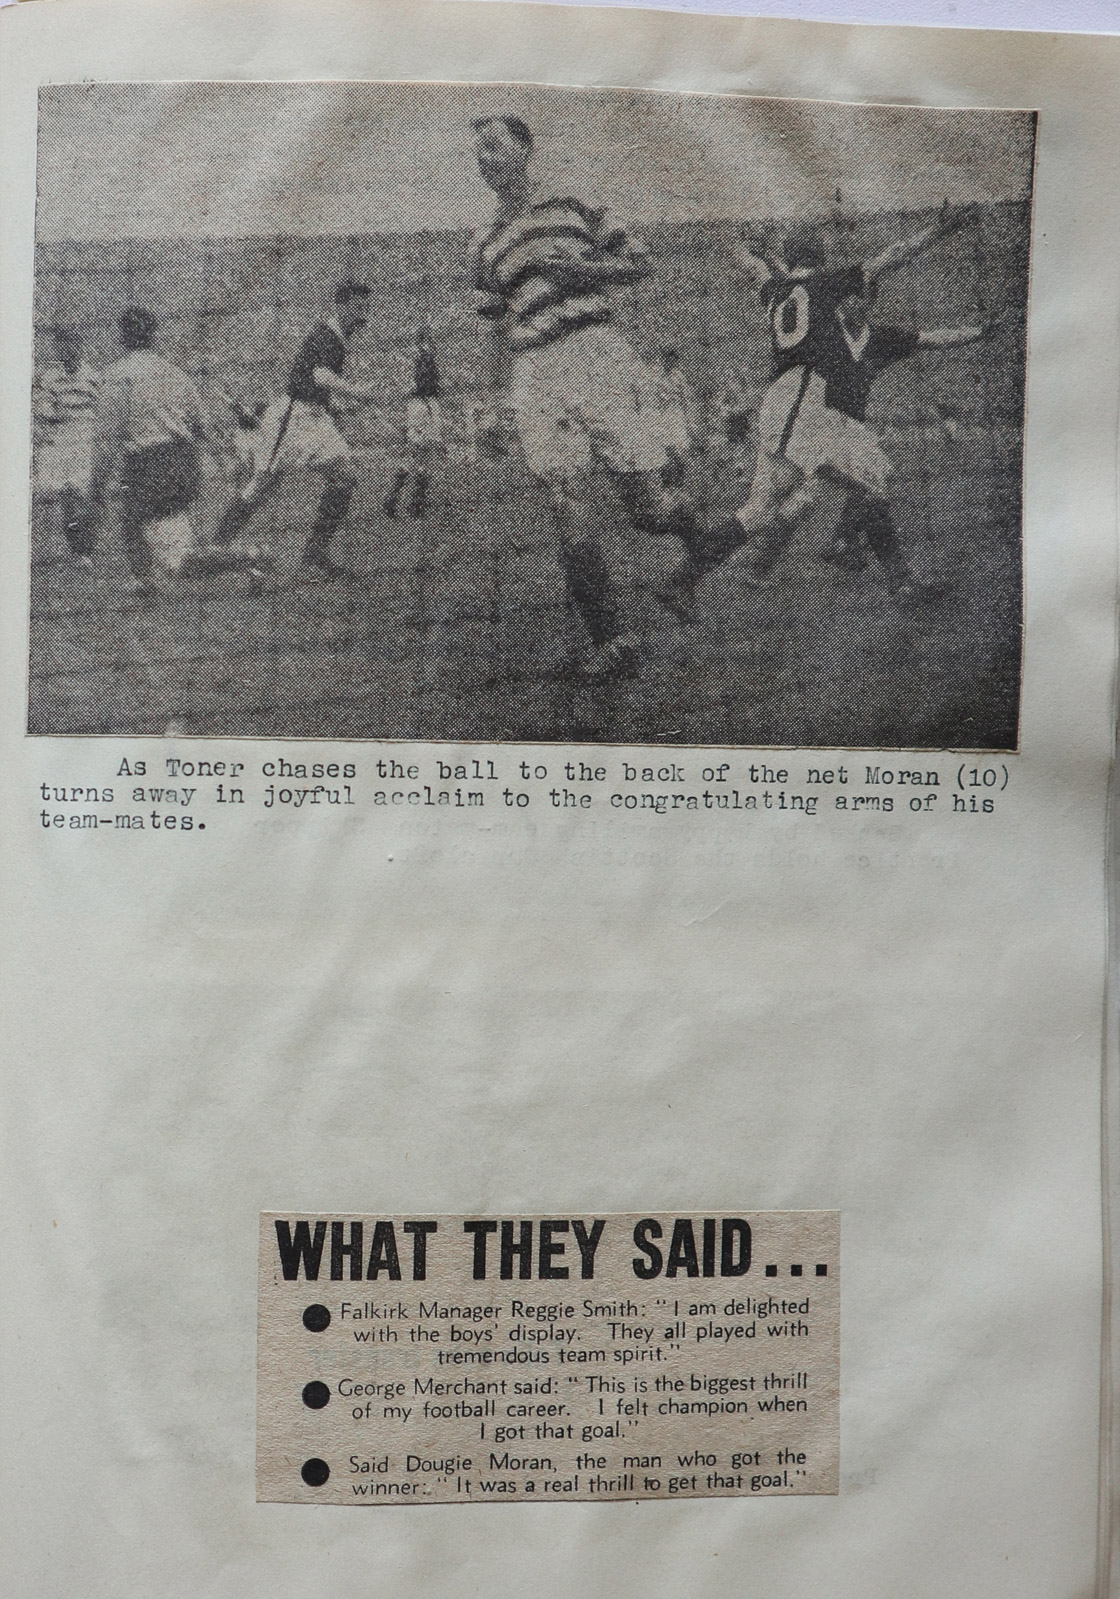 0
As Toner chases the ball to the back of the net Moran (10)
turns away in joyful acclaim to the congratulating arms of his
team-mates.
WHAT THEY SAID...
● Falkirk Manager Reggie Smith: "I am delighted
with the boys' display. They all played with
tremendous team spirit."
● George Merchant said: "This is the biggest thrill
of my football career. I felt champion when
I got that goal."
● Said Dougie Moran, the man who got the
winner: "It was a real thrill to get that goal."